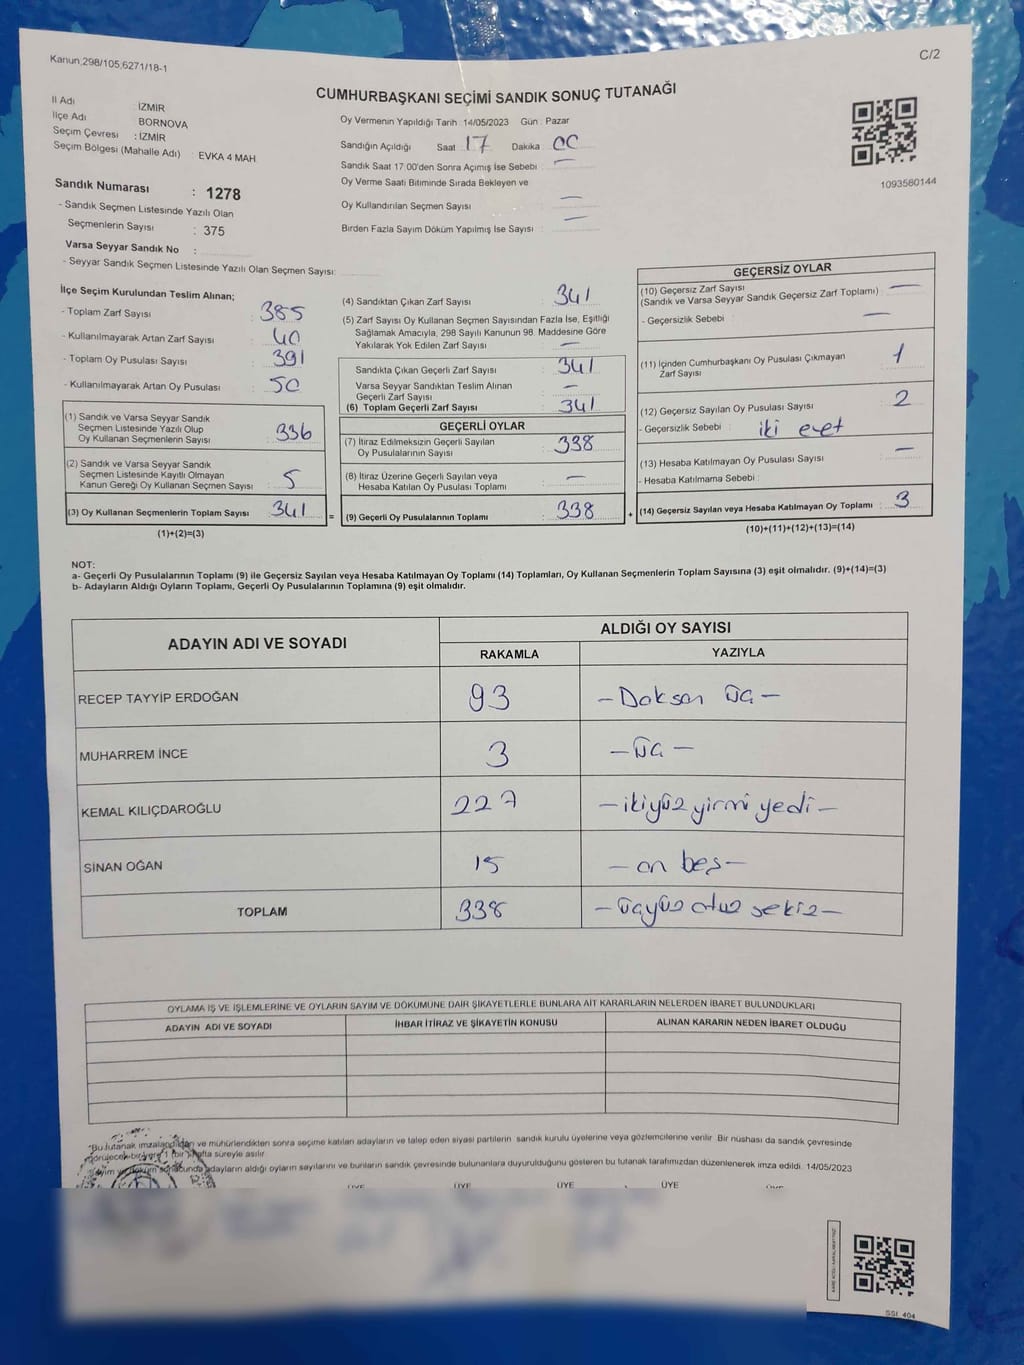 Kanun,298/105,6271/18-1
C/2
CUMHURBAŞKANI SEÇİMİ SANDIK SONUÇ TUTANAĞI
İl Adı : İZMİR
İlçe Adı BORNOVA
Seçim Çevresi : İZMİR
Seçim Bölgesi (Mahalle Adı) : EVKA 4 MAH
Sandık Numarası : 1278
- Sandık Seçmen Listesinde Yazılı Olan
Seçmenlerin Sayısı : 375
Varsa Seyyar Sandık No :
- Seyyar Sandık Seçmen Listesinde Yazılı Olan Seçmen Sayısı:
Oy Vermenin Yapıldığı Tarih : 14/05/2023 Gün : Pazar
Sandığın Açıldığı Saat : 17 Dakika : 00
Sandık Saat 17:00'den Sonra Açımış İse Sebebi : —
Oy Verme Saati Bitiminde Sırada Bekleyen ve
Oy Kullandırılan Seçmen Sayısı : —
Birden Fazla Sayım Döküm Yapılmış İse Sayısı : —
1093560144
İlçe Seçim Kurulundan Teslim Alınan;
- Toplam Zarf Sayısı : 385
- Kullanılmayarak Artan Zarf Sayısı : 40
- Toplam Oy Pusulası Sayısı : 391
- Kullanılmayarak Artan Oy Pusulası : 50
(1) Sandık ve Varsa Seyyar Sandık
Seçmen Listesinde Yazılı Olup
Oy Kullanan Seçmenlerin Sayısı : 336
(2) Sandık ve Varsa Seyyar Sandık
Seçmen Listesinde Kayıtlı Olmayan
Kanun Gereği Oy Kullanan Seçmen Sayısı : 5
(3) Oy Kullanan Seçmenlerin Toplam Sayısı : 341
(1)+(2)=(3)
=
(4) Sandıktan Çıkan Zarf Sayısı : 341
(5) Zarf Sayısı Oy Kullanan Seçmen Sayısından Fazla İse, Eşitliği
Sağlamak Amacıyla, 298 Sayılı Kanunun 98. Maddesine Göre
Yakılarak Yok Edilen Zarf Sayısı : —
Sandıkta Çıkan Geçerli Zarf Sayısı : 341
Varsa Seyyar Sandıktan Teslim Alınan
Geçerli Zarf Sayısı : —
(6) Toplam Geçerli Zarf Sayısı : 341
GEÇERLİ OYLAR
(7) İtiraz Edilmeksizin Geçerli Sayılan
Oy Pusulalarının Sayısı : 338
(8) İtiraz Üzerine Geçerli Sayılan veya
Hesaba Katılan Oy Pusulası Toplamı : —
(9) Geçerli Oy Pusulalarının Toplamı : 338
+
GEÇERSİZ OYLAR
(10) Geçersiz Zarf Sayısı
(Sandık ve Varsa Seyyar Sandık Geçersiz Zarf Toplamı) : —
- Geçersizlik Sebebi : —
(11) İçinden Cumhurbaşkanı Oy Pusulası Çıkmayan
Zarf Sayısı : 1
(12) Geçersiz Sayılan Oy Pusulası Sayısı : 2
- Geçersizlik Sebebi : iki evet
(13) Hesaba Katılmayan Oy Pusulası Sayısı : —
- Hesaba Katılmama Sebebi :
(14) Geçersiz Sayılan veya Hesaba Katılmayan Oy Toplamı : 3
(10)+(11)+(12)+(13)=(14)
NOT:
a- Geçerli Oy Pusulalarının Toplamı (9) ile Geçersiz Sayılan veya Hesaba Katılmayan Oy Toplamı (14) Toplamları, Oy Kullanan Seçmenlerin Toplam Sayısına (3) eşit olmalıdır. (9)+(14)=(3)
b- Adayların Aldığı Oyların Toplamı, Geçerli Oy Pusulalarının Toplamına (9) eşit olmalıdır.
ADAYIN ADI VE SOYADI ALDIĞI OY SAYISI
RAKAMLA YAZIYLA
RECEP TAYYİP ERDOĞAN 93 —Doksan üç—
MUHARREM İNCE 3 —üç—
KEMAL KILIÇDAROĞLU 227 —ikiyüz yirmi yedi—
SİNAN OĞAN 15 —on beş—
TOPLAM 338 —üçyüz otuz sekiz—
OYLAMA İŞ VE İŞLEMLERİNE VE OYLARIN SAYIM VE DÖKÜMÜNE DAİR ŞİKAYETLERLE BUNLARA AİT KARARLARIN NELERDEN İBARET BULUNDUKLARI
ADAYIN ADI VE SOYADI İHBAR İTİRAZ VE ŞİKAYETİN KONUSU ALINAN KARARIN NEDEN İBARET OLDUĞU
"Bu tutanak imzalandıktan ve mühürlendikten sonra seçime katılan adayların ve talep eden siyasi partilerin sandık kurulu üyelerine veya gözlemcilerine verilir. Bir nüshası da sandık çevresinde
görülecek bir yere 1 (bir) hafta süreyle asılır.
Sayım ve döküm sonucunda adayların aldığı oyların sayılarını ve bunların sandık çevresinde bulunanlara duyurulduğunu gösteren bu tutanak tarafımızdan düzenlenerek imza edildi. 14/05/2023
ÜYE ÜYE ÜYE ÜYE
SSİ 404